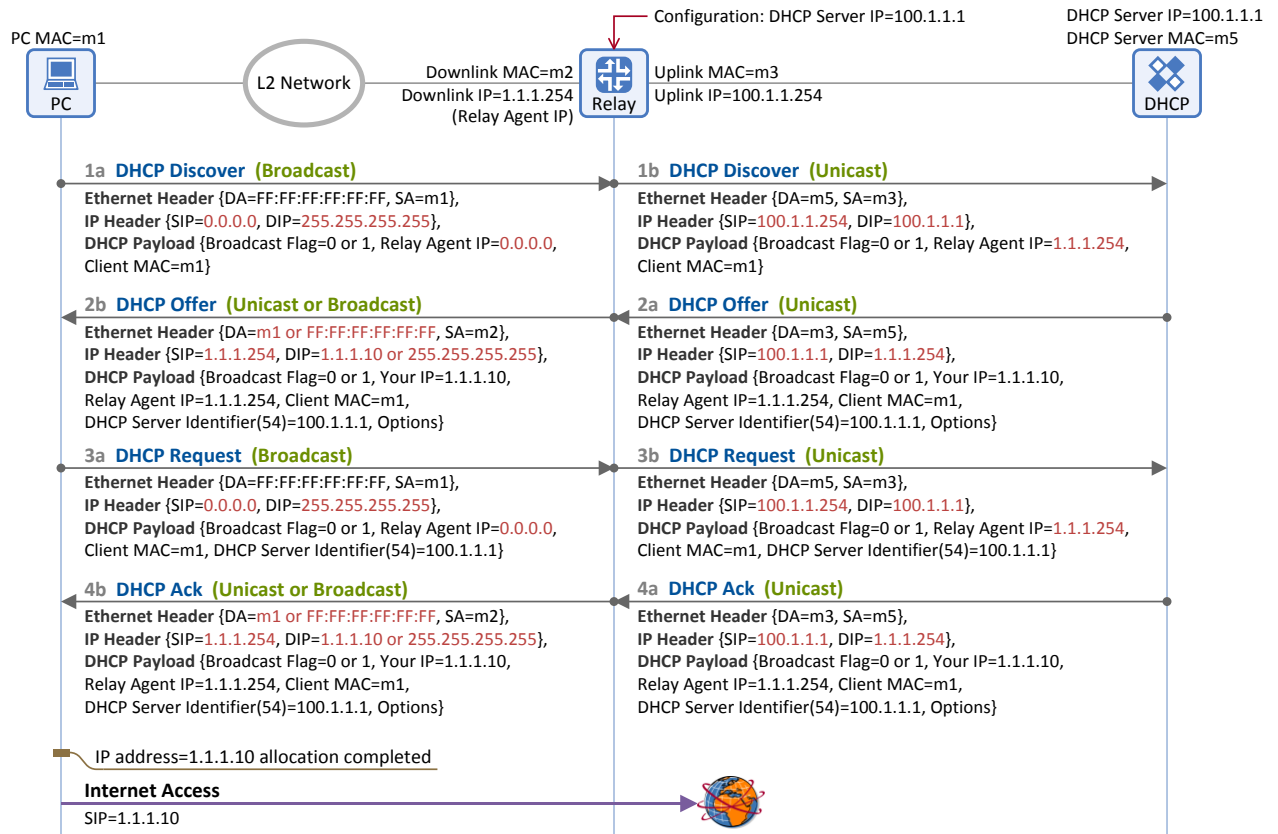 Configuration: DHCP Server IP=100.1.1.1
DHCP Server IP=100.1.1.1
DHCP Server MAC=m5
PC MAC=m1
PC
L2 Network
Downlink MAC=m2
Downlink IP=1.1.1.254
(Relay Agent IP)
Relay
Uplink MAC=m3
Uplink IP=100.1.1.254
DHCP
1a DHCP Discover (Broadcast)
Ethernet Header {DA=FF:FF:FF:FF:FF:FF, SA=m1},
IP Header {SIP=0.0.0.0, DIP=255.255.255.255},
DHCP Payload {Broadcast Flag=0 or 1, Relay Agent IP=0.0.0.0,
Client MAC=m1}
1b DHCP Discover (Unicast)
Ethernet Header {DA=m5, SA=m3},
IP Header {SIP=100.1.1.254, DIP=100.1.1.1},
DHCP Payload {Broadcast Flag=0 or 1, Relay Agent IP=1.1.1.254,
Client MAC=m1}
2b DHCP Offer (Unicast or Broadcast)
Ethernet Header {DA=m1 or FF:FF:FF:FF:FF:FF, SA=m2},
IP Header {SIP=1.1.1.254, DIP=1.1.1.10 or 255.255.255.255},
DHCP Payload {Broadcast Flag=0 or 1, Your IP=1.1.1.10,
Relay Agent IP=1.1.1.254, Client MAC=m1,
DHCP Server Identifier(54)=100.1.1.1, Options}
2a DHCP Offer (Unicast)
Ethernet Header {DA=m3, SA=m5},
IP Header {SIP=100.1.1.1, DIP=1.1.1.254},
DHCP Payload {Broadcast Flag=0 or 1, Your IP=1.1.1.10,
Relay Agent IP=1.1.1.254, Client MAC=m1,
DHCP Server Identifier(54)=100.1.1.1, Options}
3a DHCP Request (Broadcast)
Ethernet Header {DA=FF:FF:FF:FF:FF:FF, SA=m1},
IP Header {SIP=0.0.0.0, DIP=255.255.255.255},
DHCP Payload {Broadcast Flag=0 or 1, Relay Agent IP=0.0.0.0,
Client MAC=m1, DHCP Server Identifier(54)=100.1.1.1}
3b DHCP Request (Unicast)
Ethernet Header {DA=m5, SA=m3},
IP Header {SIP=100.1.1.254, DIP=100.1.1.1},
DHCP Payload {Broadcast Flag=0 or 1, Relay Agent IP=1.1.1.254,
Client MAC=m1, DHCP Server Identifier(54)=100.1.1.1}
4b DHCP Ack (Unicast or Broadcast)
Ethernet Header {DA=m1 or FF:FF:FF:FF:FF:FF, SA=m2},
IP Header {SIP=1.1.1.254, DIP=1.1.1.10 or 255.255.255.255},
DHCP Payload {Broadcast Flag=0 or 1, Your IP=1.1.1.10,
Relay Agent IP=1.1.1.254, Client MAC=m1,
DHCP Server Identifier(54)=100.1.1.1, Options}
4a DHCP Ack (Unicast)
Ethernet Header {DA=m3, SA=m5},
IP Header {SIP=100.1.1.1, DIP=1.1.1.254},
DHCP Payload {Broadcast Flag=0 or 1, Your IP=1.1.1.10,
Relay Agent IP=1.1.1.254, Client MAC=m1,
DHCP Server Identifier(54)=100.1.1.1, Options}
IP address=1.1.1.10 allocation completed
Internet Access
SIP=1.1.1.10